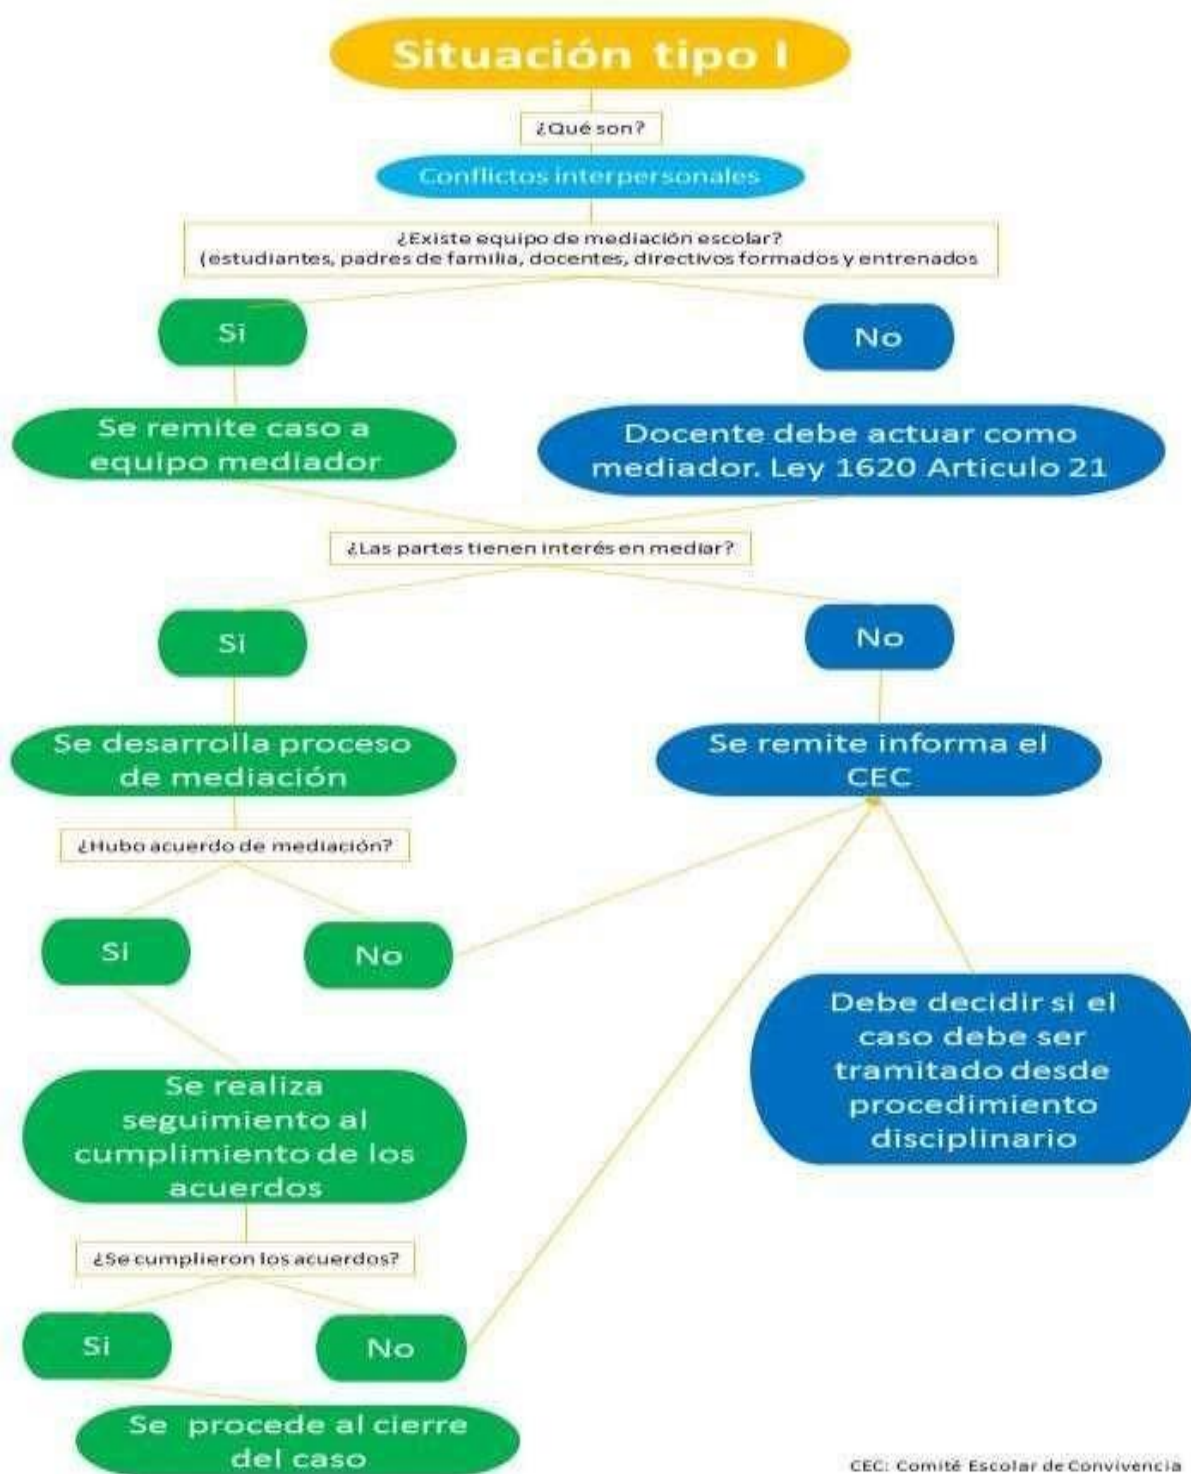 Situación tipo I
¿Qué son?
Conflictos interpersonales
¿Existe equipo de mediación escolar?
(estudiantes, padres de familia, docentes, directivos formados y entrenados
Si
No
Se remite caso a
equipo mediador
Docente debe actuar como
mediador. Ley 1620 Articulo 21
¿Las partes tienen interés en mediar?
Si
No
Se desarrolla proceso
de mediación
Se remite informa el
CEC
¿Hubo acuerdo de mediación?
Si
No
Debe decidir si el
caso debe ser
tramitado desde
procedimiento
disciplinario
Se realiza
seguimiento al
cumplimiento de los
acuerdos
¿Se cumplieron los acuerdos?
Si
No
Se procede al cierre
del caso
CEC: Comité Escolar de Convivencia